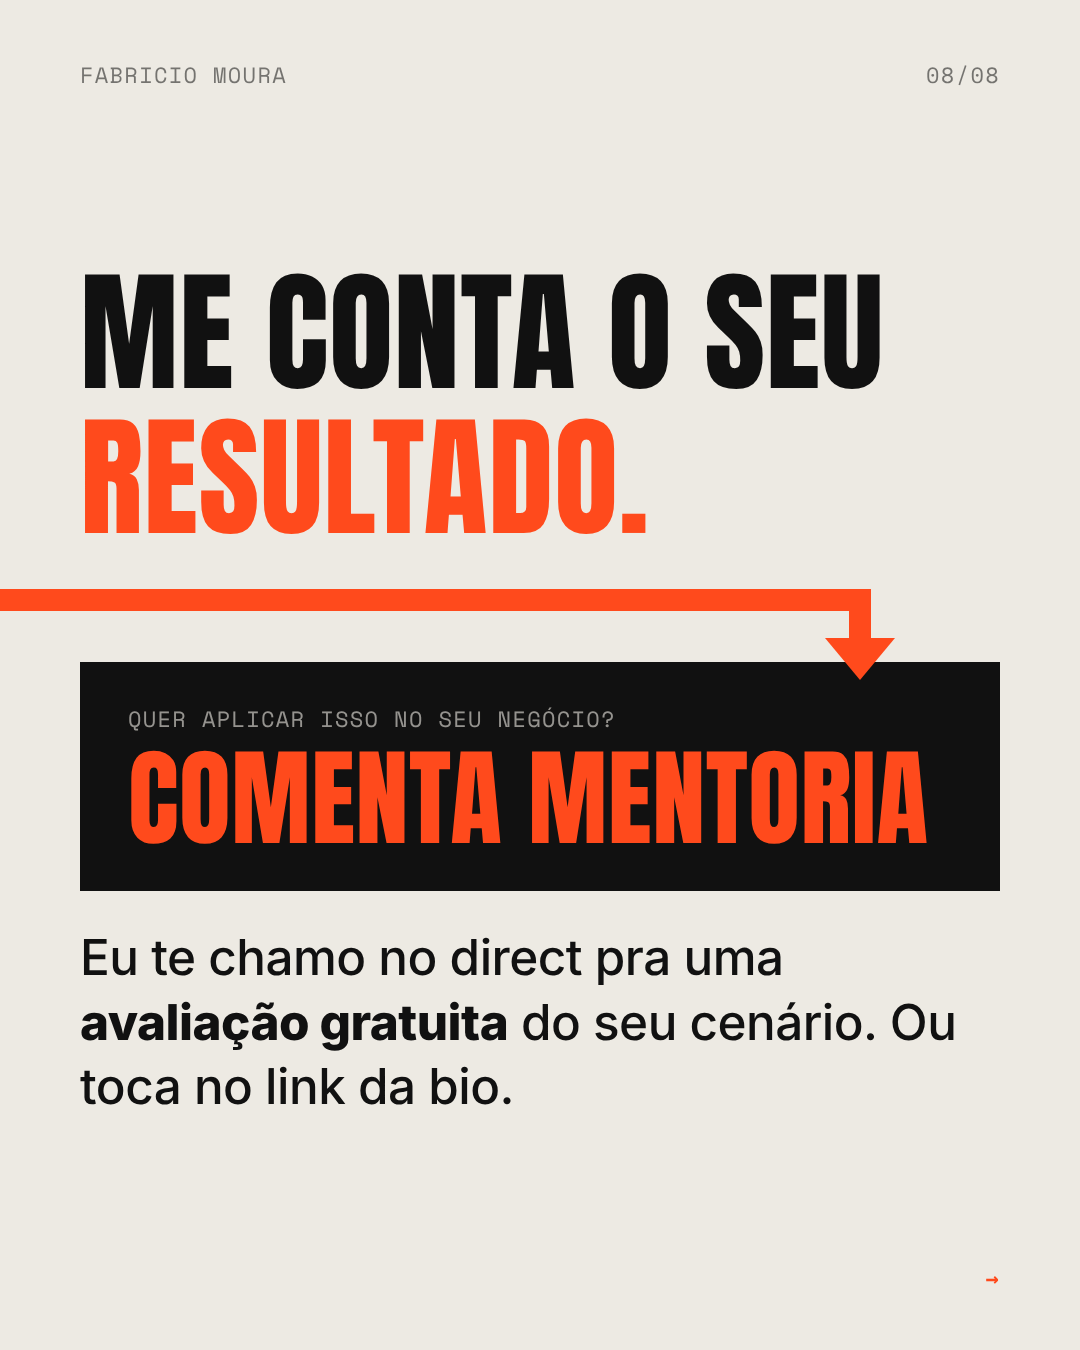 FABRICIO MOURA
08/08
ME CONTA O SEU
RESULTADO.
QUER APLICAR ISSO NO SEU NEGÓCIO?
COMENTA MENTORIA
Eu te chamo no direct pra uma
avaliação gratuita do seu cenário. Ou
toca no link da bio.
→